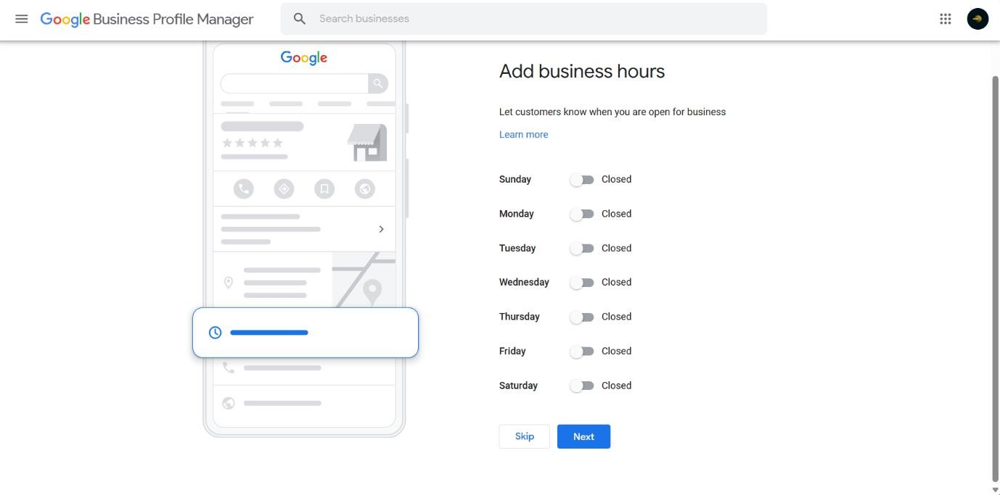 Google Business Profile Manager
Search businesses
Google
Add business hours
Let customers know when you are open for business
Learn more
Sunday Closed
Monday Closed
Tuesday Closed
Wednesday Closed
Thursday Closed
Friday Closed
Saturday Closed
Skip Next